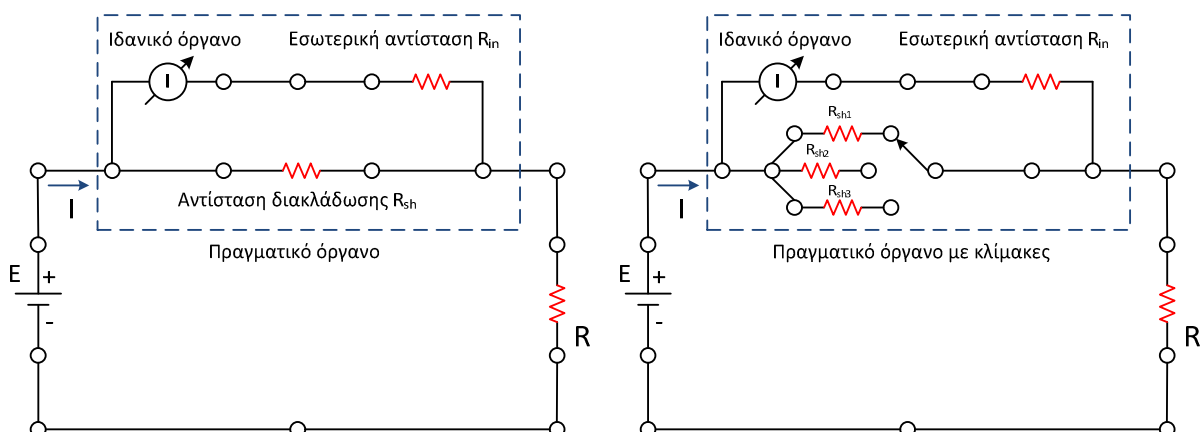 Ιδανικό όργανο
Εσωτερική αντίσταση Rin
I
Αντίσταση διακλάδωσης Rsh
I
Πραγματικό όργανο
E
+
-
R
Ιδανικό όργανο
Εσωτερική αντίσταση Rin
I
Rsh1
Rsh2
Rsh3
I
Πραγματικό όργανο με κλίμακες
E
+
-
R